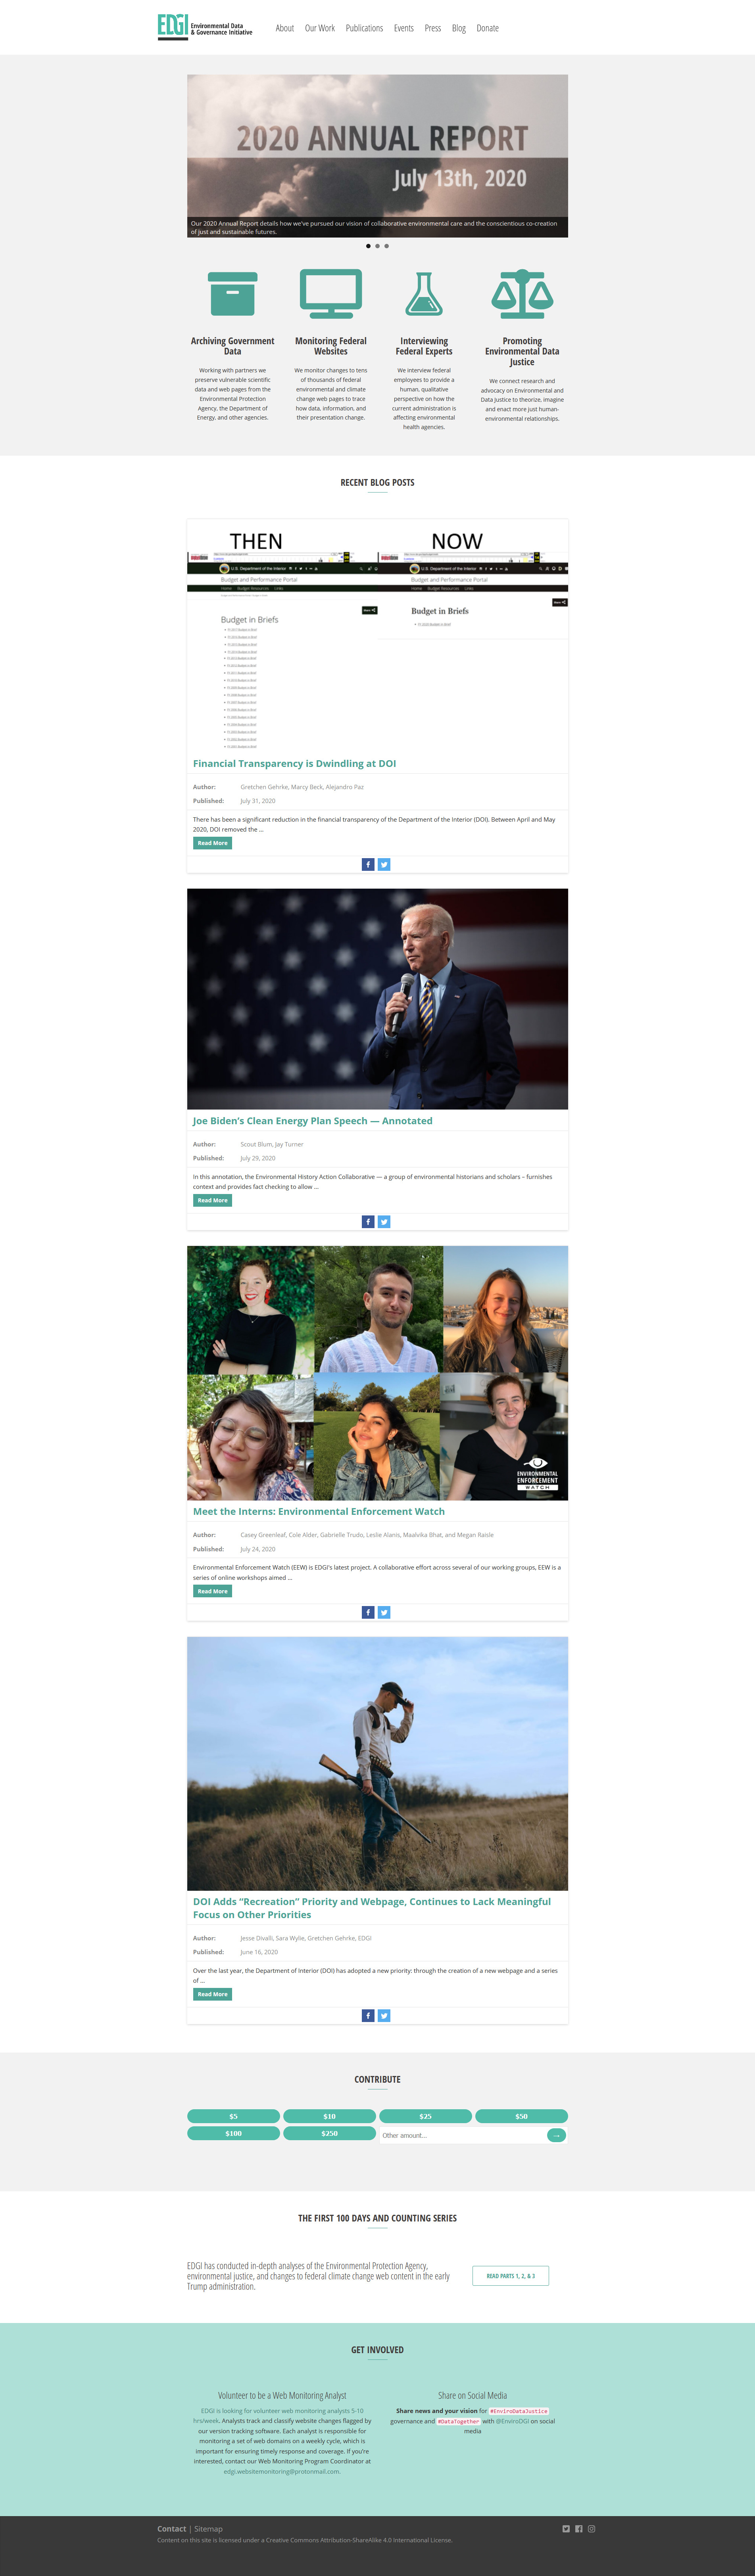 EDGI Environmental Data
& Governance Initiative
About Our Work Publications Events Press Blog Donate
2020 ANNUAL REPORT
July 13th, 2020
Our 2020 Annual Report details how we've pursued our vision of collaborative environmental care and the conscientious co-creation
of just and sustainable futures.
Archiving Government
Data
Working with partners we
preserve vulnerable scientific
data and web pages from the
Environmental Protection
Agency, the Department of
Energy, and other agencies.
Monitoring Federal
Websites
We monitor changes to tens
of thousands of federal
environmental and climate
change web pages to trace
how data, information, and
their presentation change.
Interviewing
Federal Experts
We interview federal
employees to provide a
human, qualitative
perspective on how the
current administration is
affecting environmental
health agencies.
Promoting
Environmental Data
Justice
We connect research and
advocacy on Environmental and
Data Justice to theorize, imagine
and enact more just human-
environmental relationships.
RECENT BLOG POSTS
THEN NOW
U.S. Department of the Interior U.S. Department of the Interior
Budget and Performance Portal Budget and Performance Portal
Home Budget Resources Links Home Budget Resources Links
Budget in Briefs Budget in Briefs
Financial Transparency is Dwindling at DOI
Author: Gretchen Gehrke, Marcy Beck, Alejandro Paz
Published: July 31, 2020
There has been a significant reduction in the financial transparency of the Department of the Interior (DOI). Between April and May
2020, DOI removed the ...
Read More
Joe Biden's Clean Energy Plan Speech — Annotated
Author: Scout Blum, Jay Turner
Published: July 29, 2020
In this annotation, the Environmental History Action Collaborative — a group of environmental historians and scholars – furnishes
context and provides fact checking to allow ...
Read More
ENVIRONMENTAL
ENFORCEMENT
WATCH
Meet the Interns: Environmental Enforcement Watch
Author: Casey Greenleaf, Cole Alder, Gabrielle Trudo, Leslie Alanis, Maalvika Bhat, and Megan Raisle
Published: July 24, 2020
Environmental Enforcement Watch (EEW) is EDGI's latest project. A collaborative effort across several of our working groups, EEW is a
series of online workshops aimed ...
Read More
DOI Adds “Recreation” Priority and Webpage, Continues to Lack Meaningful
Focus on Other Priorities
Author: Jesse Divalli, Sara Wylie, Gretchen Gehrke, EDGI
Published: June 16, 2020
Over the last year, the Department of Interior (DOI) has adopted a new priority: through the creation of a new webpage and a series
of ...
Read More
CONTRIBUTE
$5 $10 $25 $50
$100 $250 Other amount...
THE FIRST 100 DAYS AND COUNTING SERIES
EDGI has conducted in-depth analyses of the Environmental Protection Agency,
environmental justice, and changes to federal climate change web content in the early
Trump administration.
READ PARTS 1, 2, & 3
GET INVOLVED
Volunteer to be a Web Monitoring Analyst
EDGI is looking for volunteer web monitoring analysts 5-10
hrs/week. Analysts track and classify website changes flagged by
our version tracking software. Each analyst is responsible for
monitoring a set of web domains on a weekly cycle, which is
important for ensuring timely response and coverage. If you're
interested, contact our Web Monitoring Program Coordinator at
edgi.websitemonitoring@protonmail.com.
Share on Social Media
Share news and your vision for #EnviroDataJustice
governance and #DataTogether with @EnviroDGI on social
media
Contact | Sitemap
Content on this site is licensed under a Creative Commons Attribution-ShareAlike 4.0 International License.